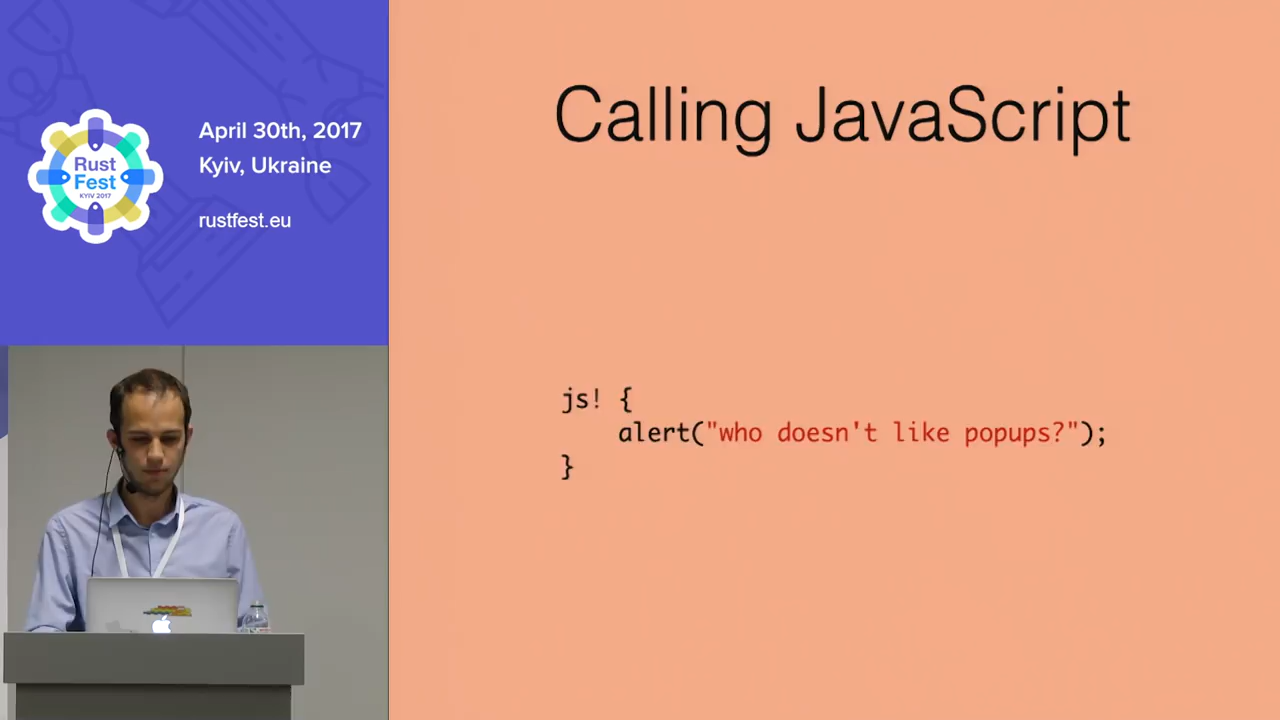 Rust
Fest
KYIV 2017
April 30th, 2017
Kyiv, Ukraine
rustfest.eu
Calling JavaScript
js! {
    alert("who doesn't like popups?");
}